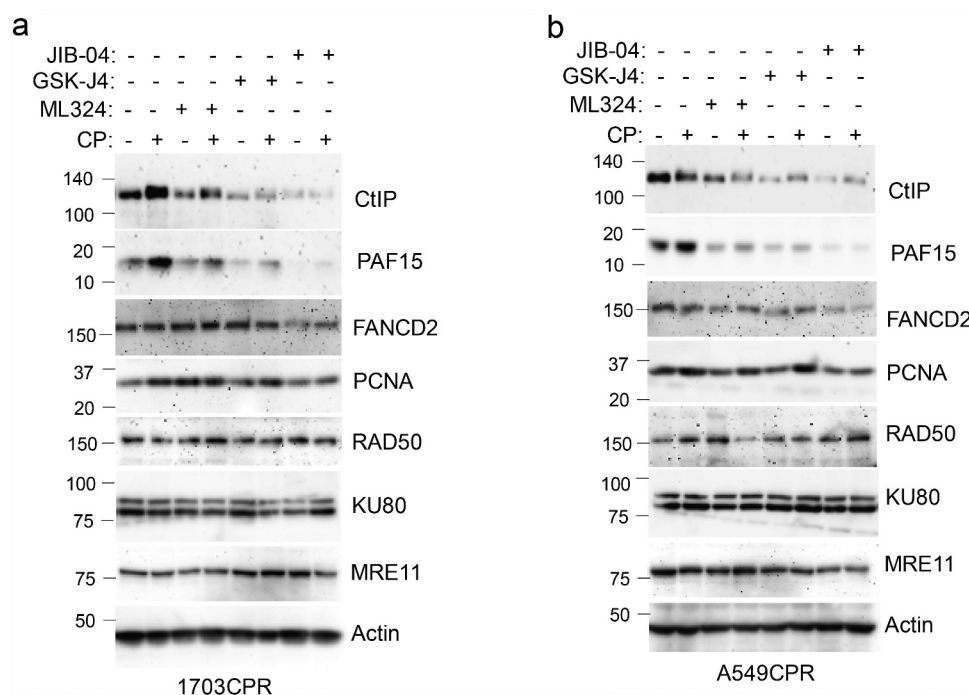 a
JIB-04: - - - - - - + +
GSK-J4: - - - - + + - -
ML324: - - + + - - - -
CP: - + - + - + - +
140
100
CtIP
20
10
PAF15
150
FANCD2
37
20
PCNA
150
RAD50
100
75
KU80
75
MRE11
50
Actin
1703CPR
b
JIB-04: - - - - - - + +
GSK-J4: - - - - + + - -
ML324: - - + + - - - -
CP: - + - + - + - +
140
100
CtIP
20
10
PAF15
150
FANCD2
37
20
PCNA
150
RAD50
100
75
KU80
75
MRE11
50
Actin
A549CPR